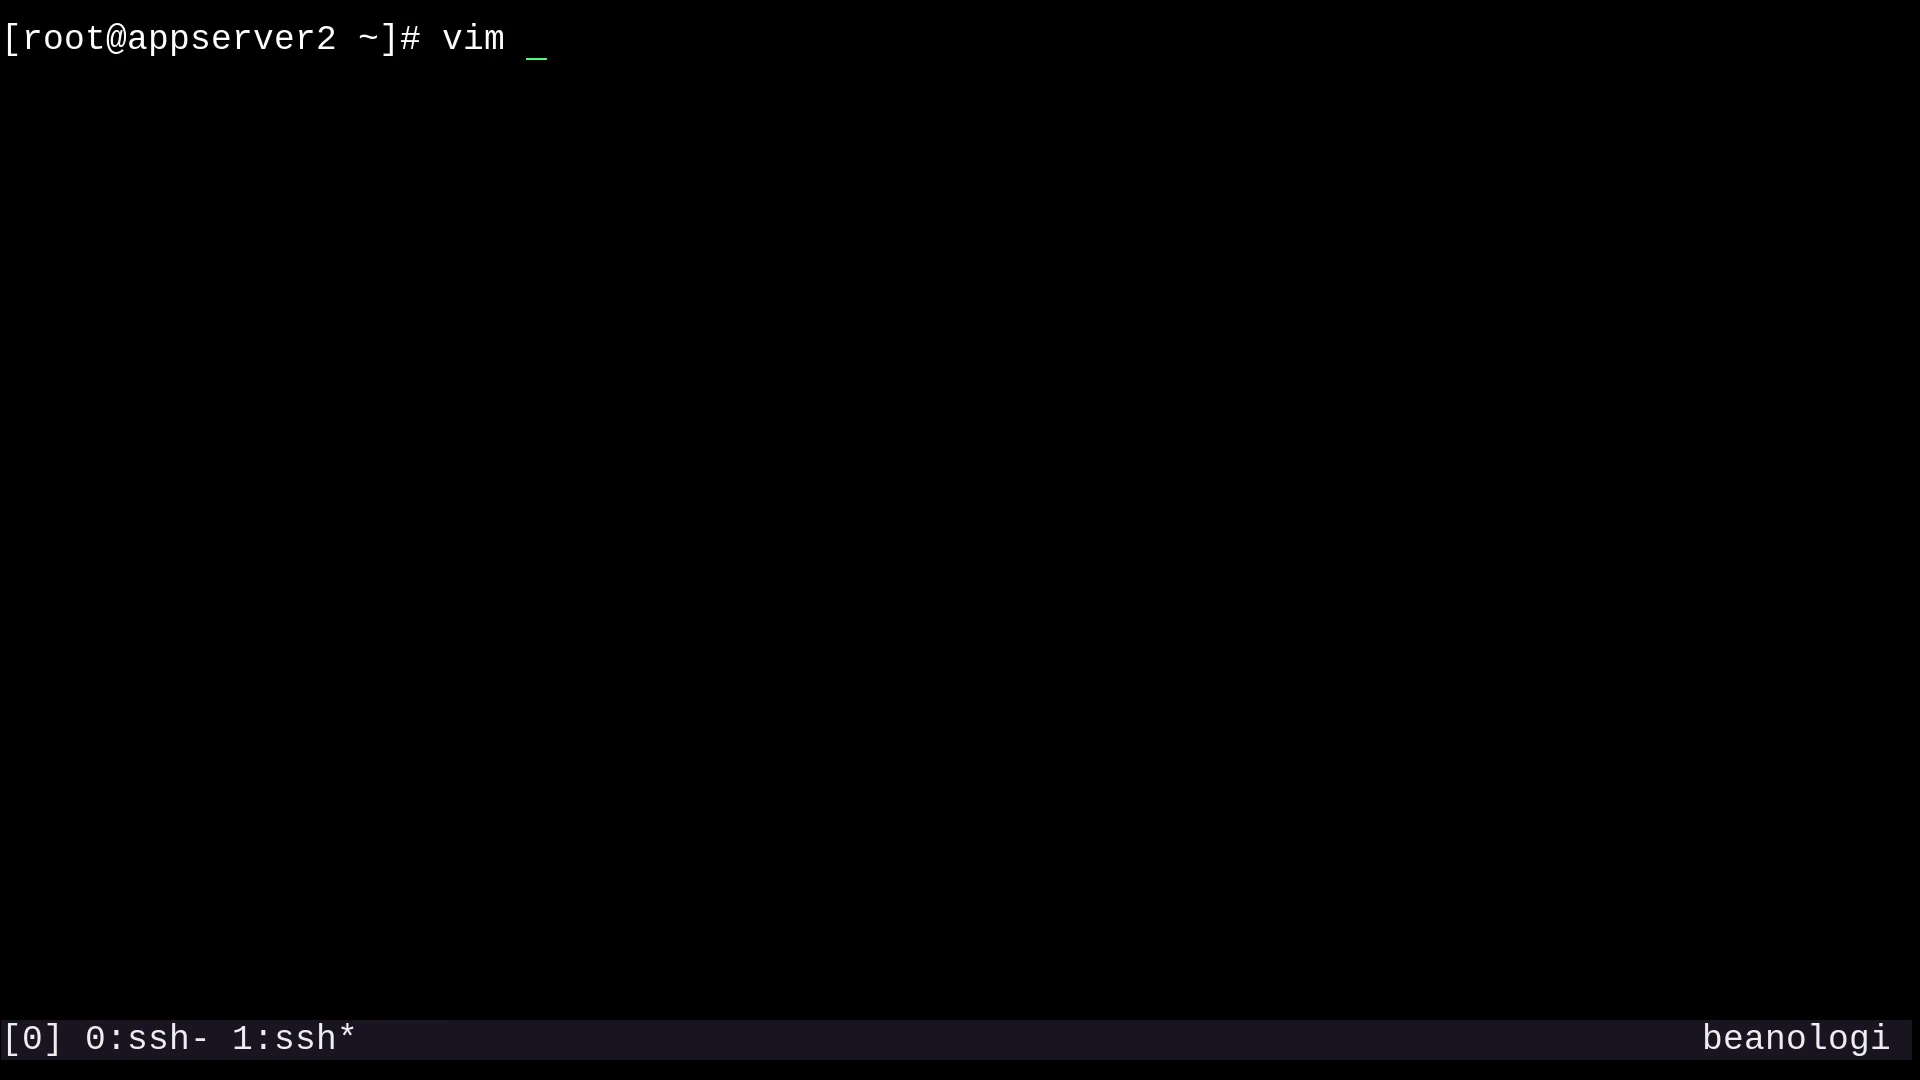 [root@appserver2 ~]# vim _
[0] 0:ssh- 1:ssh* beanologi